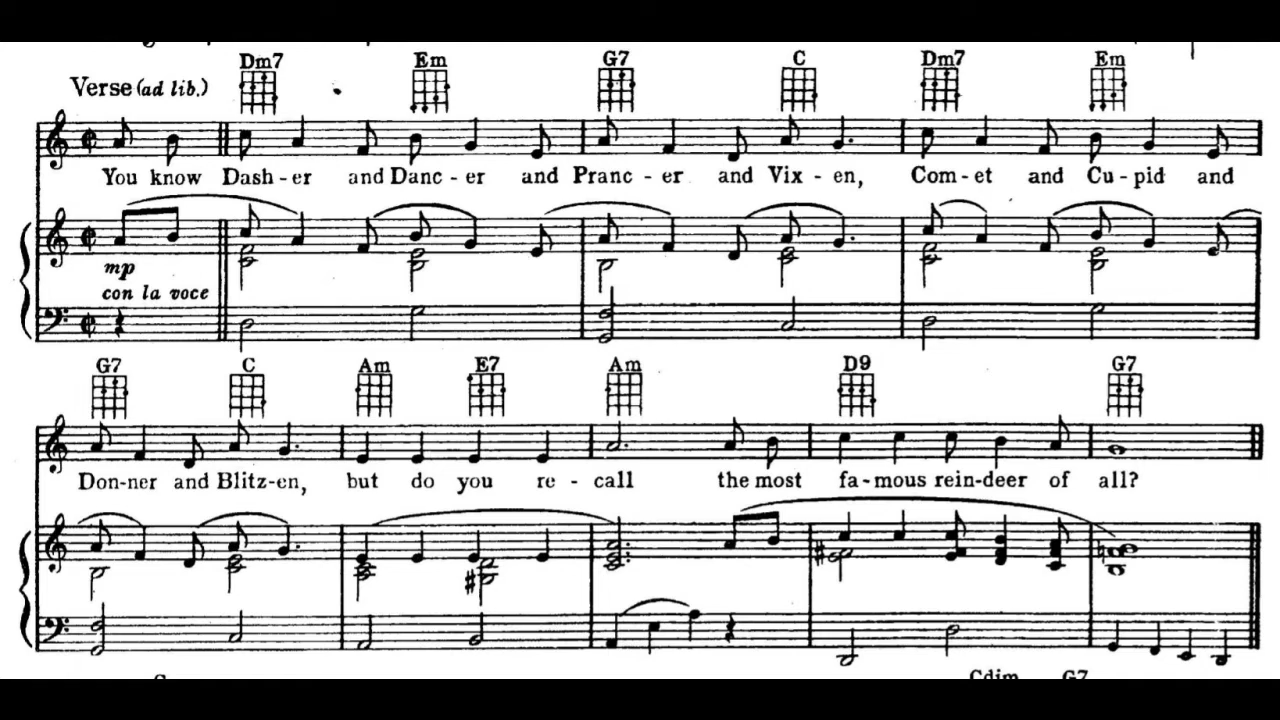 Dm7 Em G7 C Dm7 Em
Verse (ad lib.)
You know Dash-er and Danc-er and Pranc-er and Vix-en, Com-et and Cu-pid and
mp
con la voce
G7 C Am E7 Am D9 G7
Don-ner and Blitz-en, but do you re-call the most fa-mous rein-deer of all?
Cdim G7